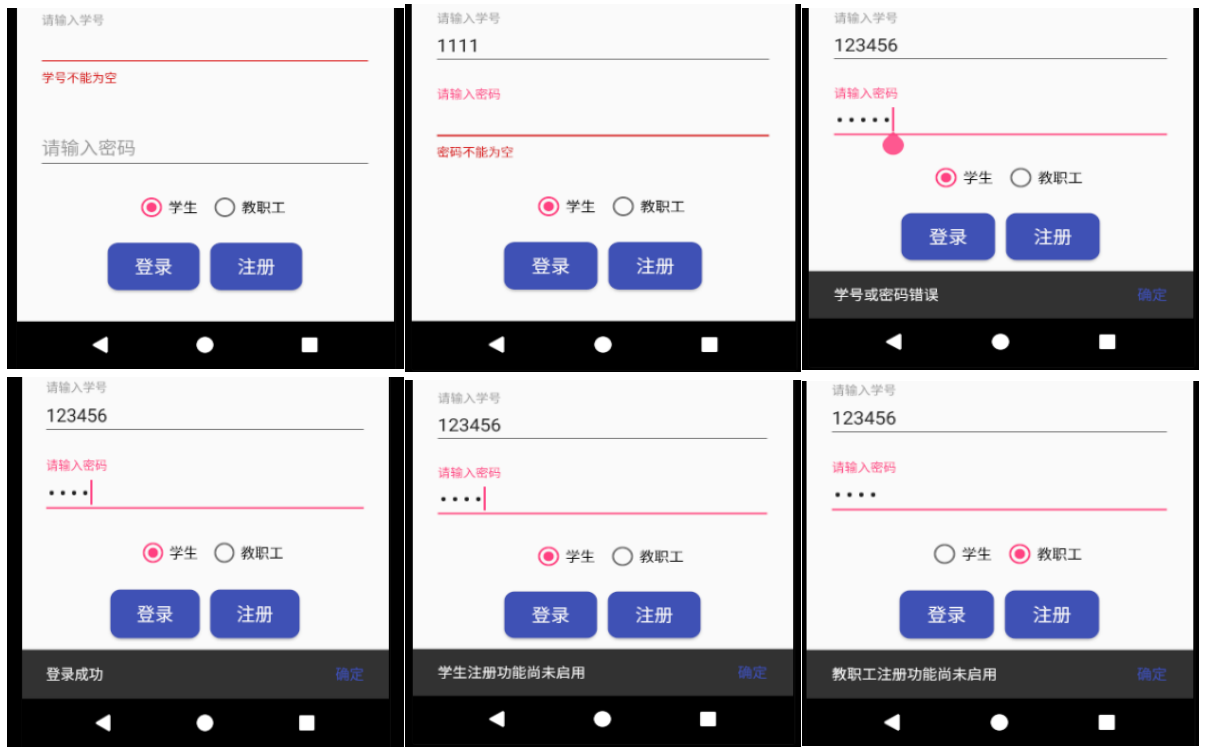 请输入学号
学号不能为空
请输入密码
学生 教职工
登录 注册
请输入学号
1111
请输入密码
密码不能为空
学生 教职工
登录 注册
请输入学号
123456
请输入密码
学生 教职工
登录 注册
学号或密码错误 确定
请输入学号
123456
请输入密码
学生 教职工
登录 注册
登录成功 确定
请输入学号
123456
请输入密码
学生 教职工
登录 注册
学生注册功能尚未启用 确定
请输入学号
123456
请输入密码
学生 教职工
登录 注册
教职工注册功能尚未启用 确定